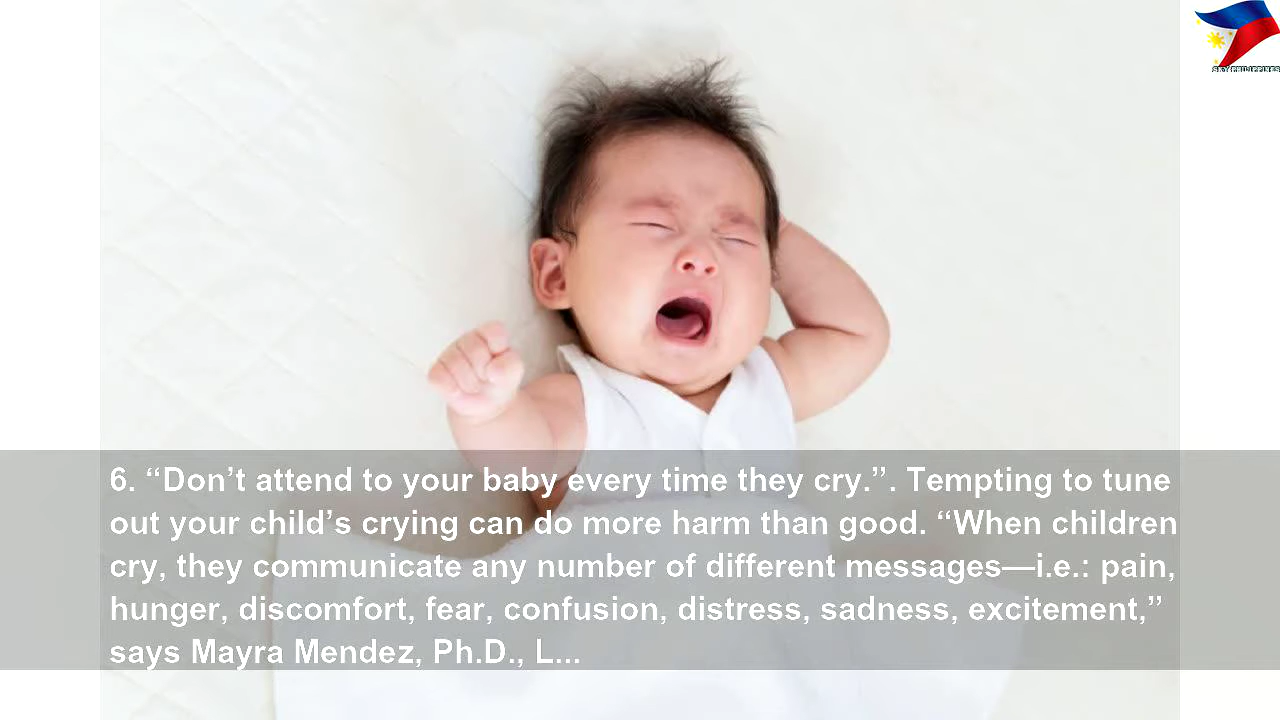 SKY PHILIPPINES
6. “Don’t attend to your baby every time they cry.”. Tempting to tune
out your child’s crying can do more harm than good. “When children
cry, they communicate any number of different messages—i.e.: pain,
hunger, discomfort, fear, confusion, distress, sadness, excitement,”
says Mayra Mendez, Ph.D., L...